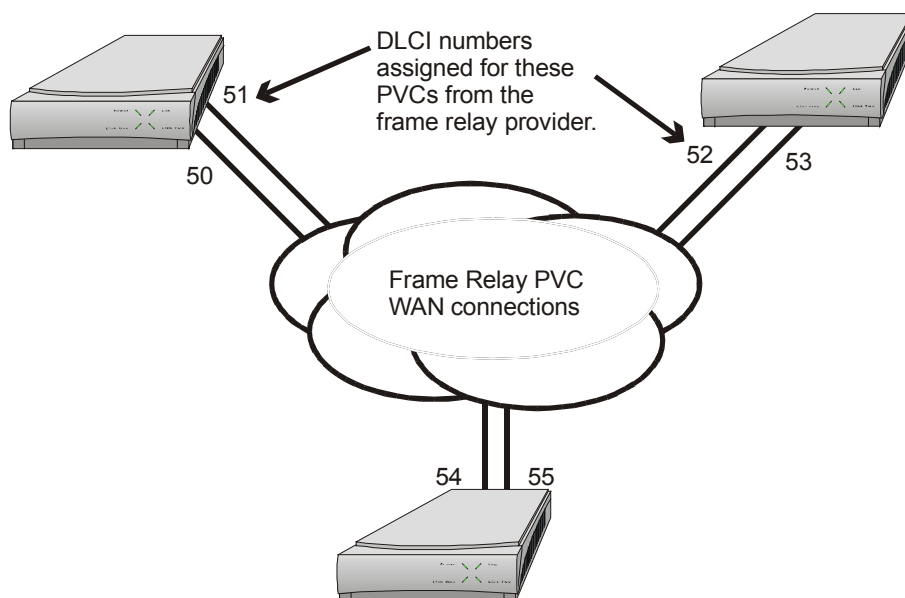 DLCI numbers
assigned for these
PVCs from the
frame relay provider.
51
50
52
53
Frame Relay PVC
WAN connections
54
55